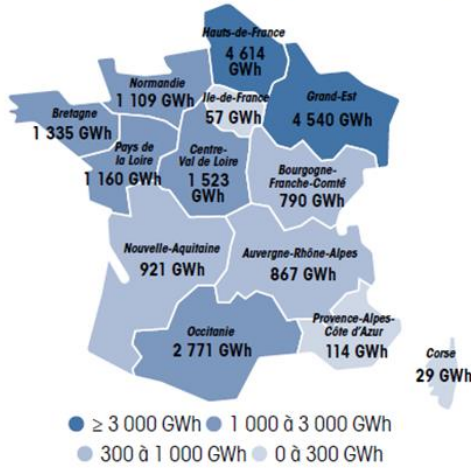 Hauts-de-France
4 614
GWh
Normandie
1 109 GWh
Ile-de-France
57 GWh
Grand-Est
4 540 GWh
Bretagne
1 335 GWh
Pays de
la Loire
1 160 GWh
Centre-
Val de Loire
1 523
GWh
Bourgogne-
Franche-Comté
790 GWh
Nouvelle-Aquitaine
921 GWh
Auvergne-Rhône-Alpes
867 GWh
Occitanie
2 771 GWh
Provence-Alpes-
Côte d'Azur
114 GWh
Corse
29 GWh
≥ 3 000 GWh 1 000 à 3 000 GWh
300 à 1 000 GWh 0 à 300 GWh